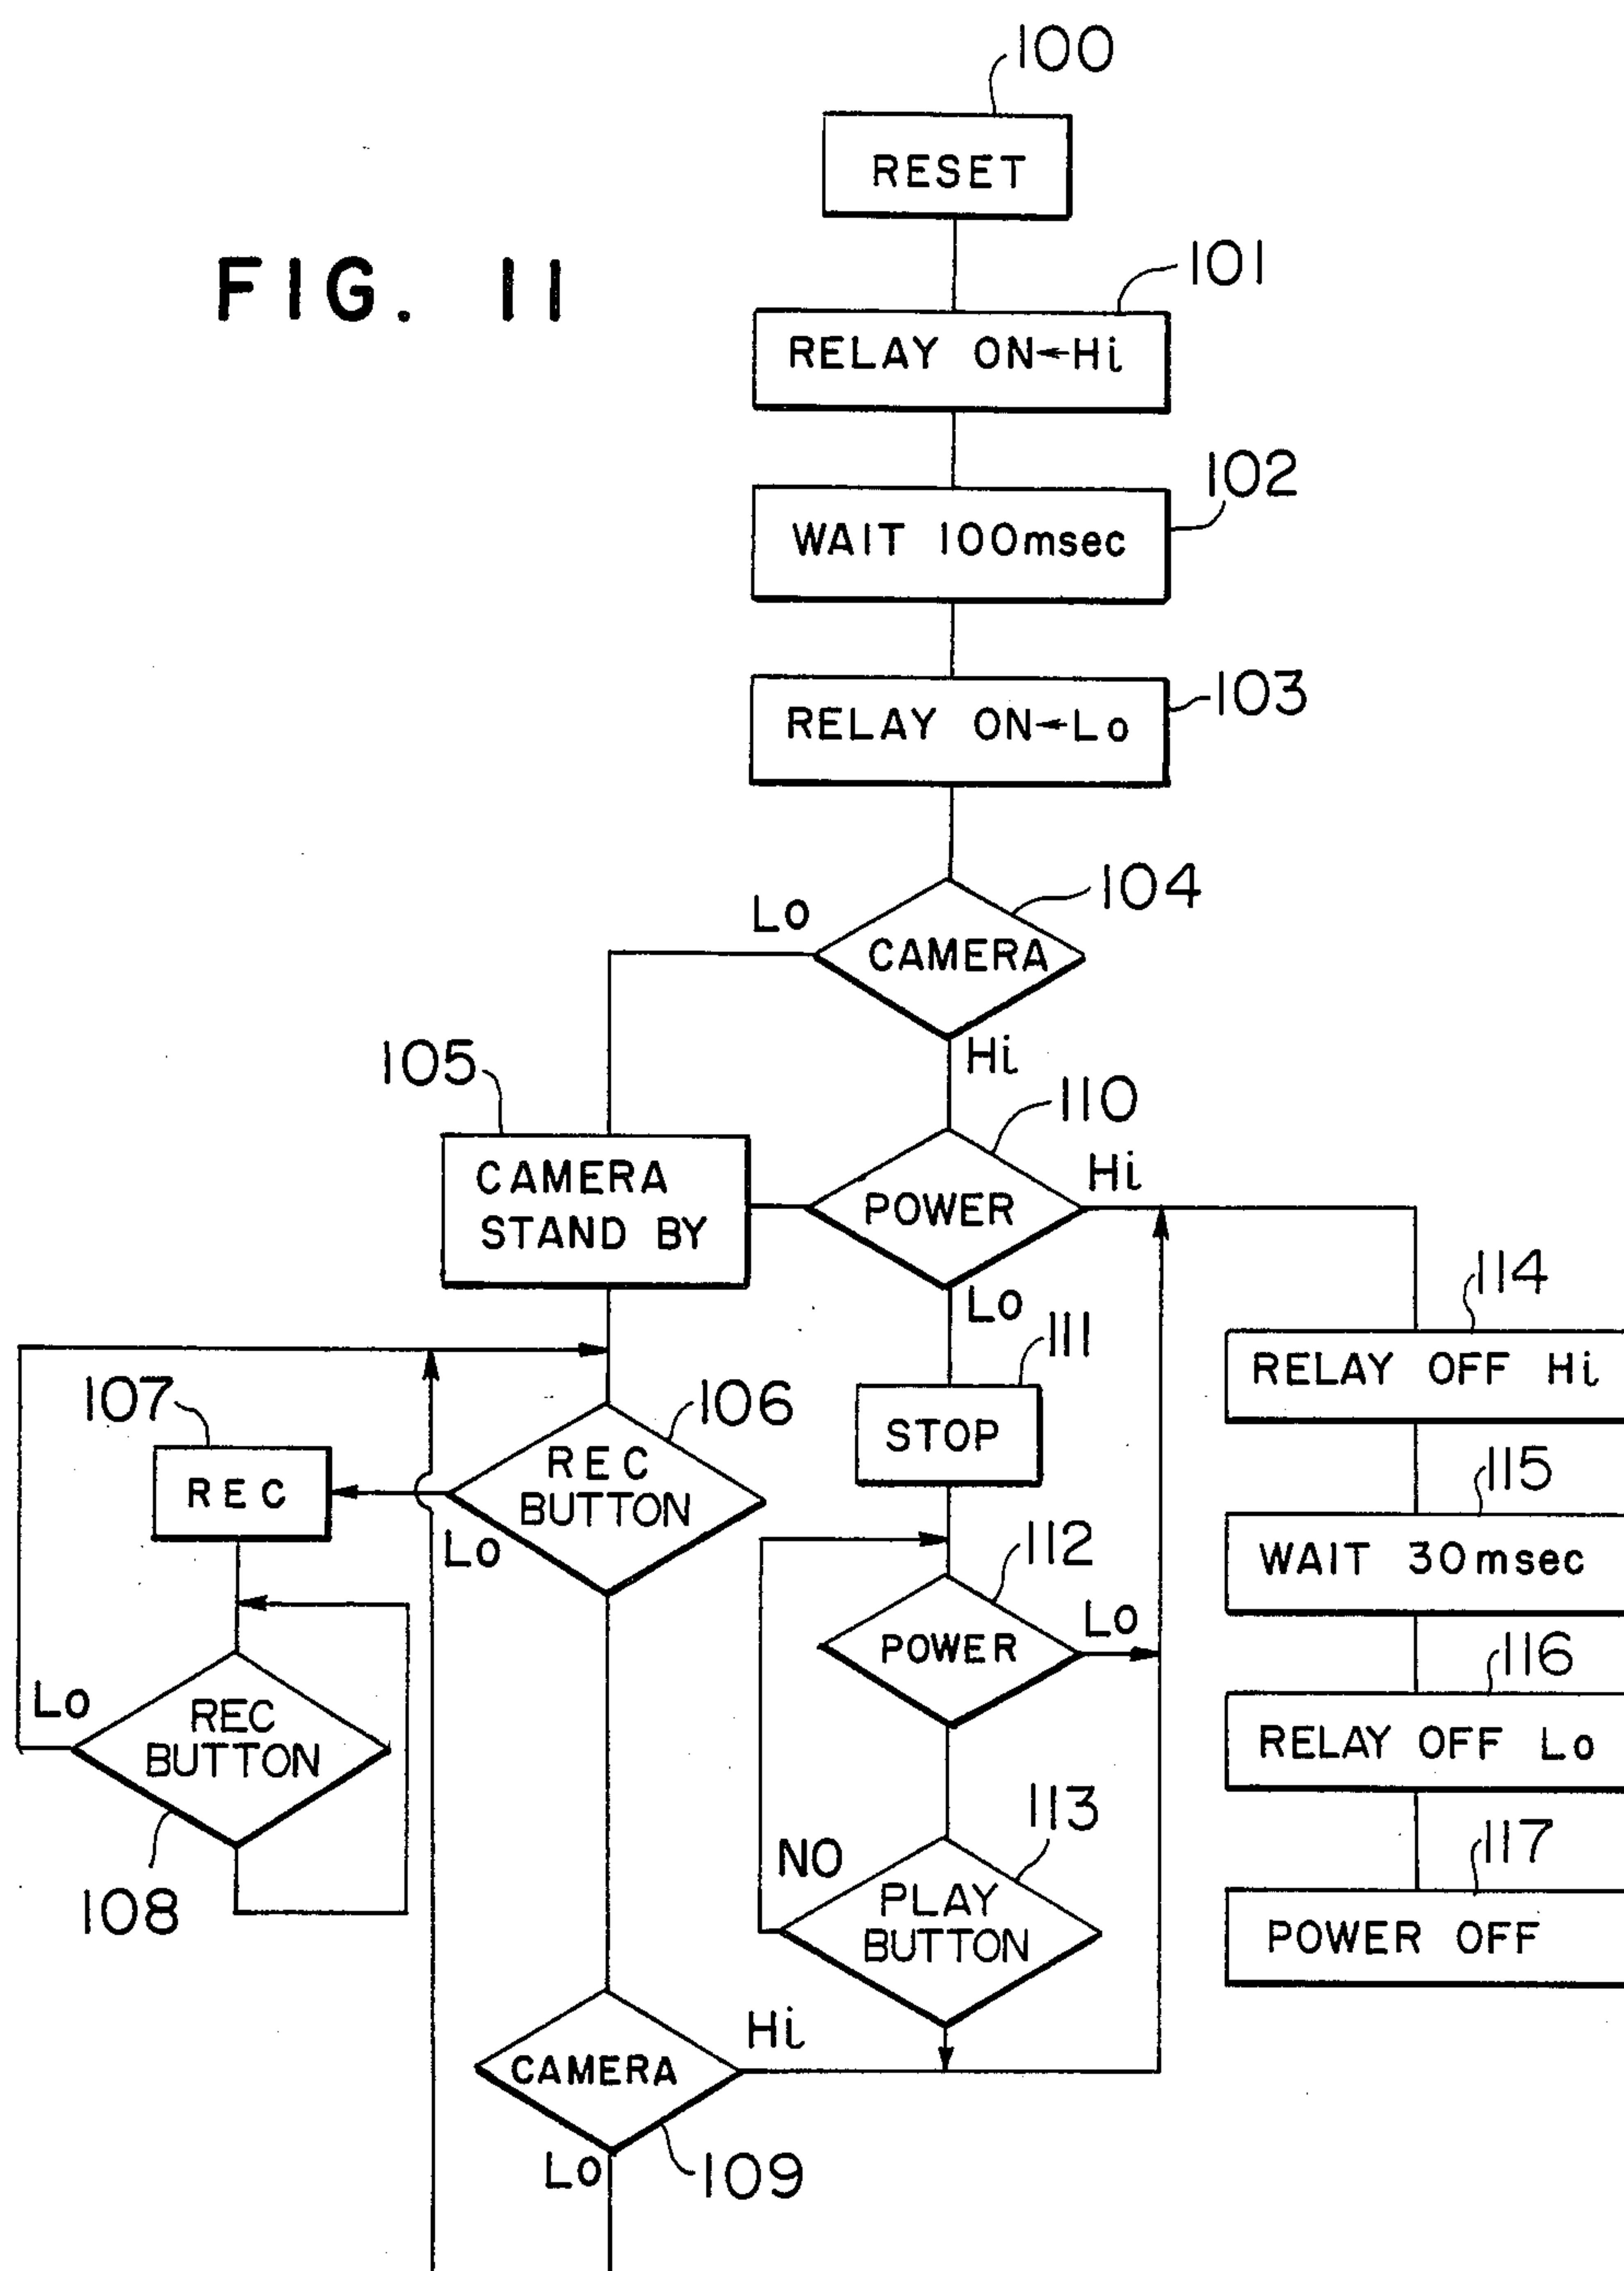 100
RESET
FIG. 11
101
RELAY ON←Hi
102
WAIT 100msec
103
RELAY ON←Lo
104
Lo
CAMERA
Hi
105
CAMERA
STAND BY
110
POWER
Hi
Lo
114
RELAY OFF Hi
111
STOP
107
REC
106
REC
BUTTON
Lo
115
WAIT 30msec
112
POWER
Lo
116
RELAY OFF Lo
Lo
REC
BUTTON
108
113
NO
PLAY
BUTTON
117
POWER OFF
CAMERA
Hi
Lo
109